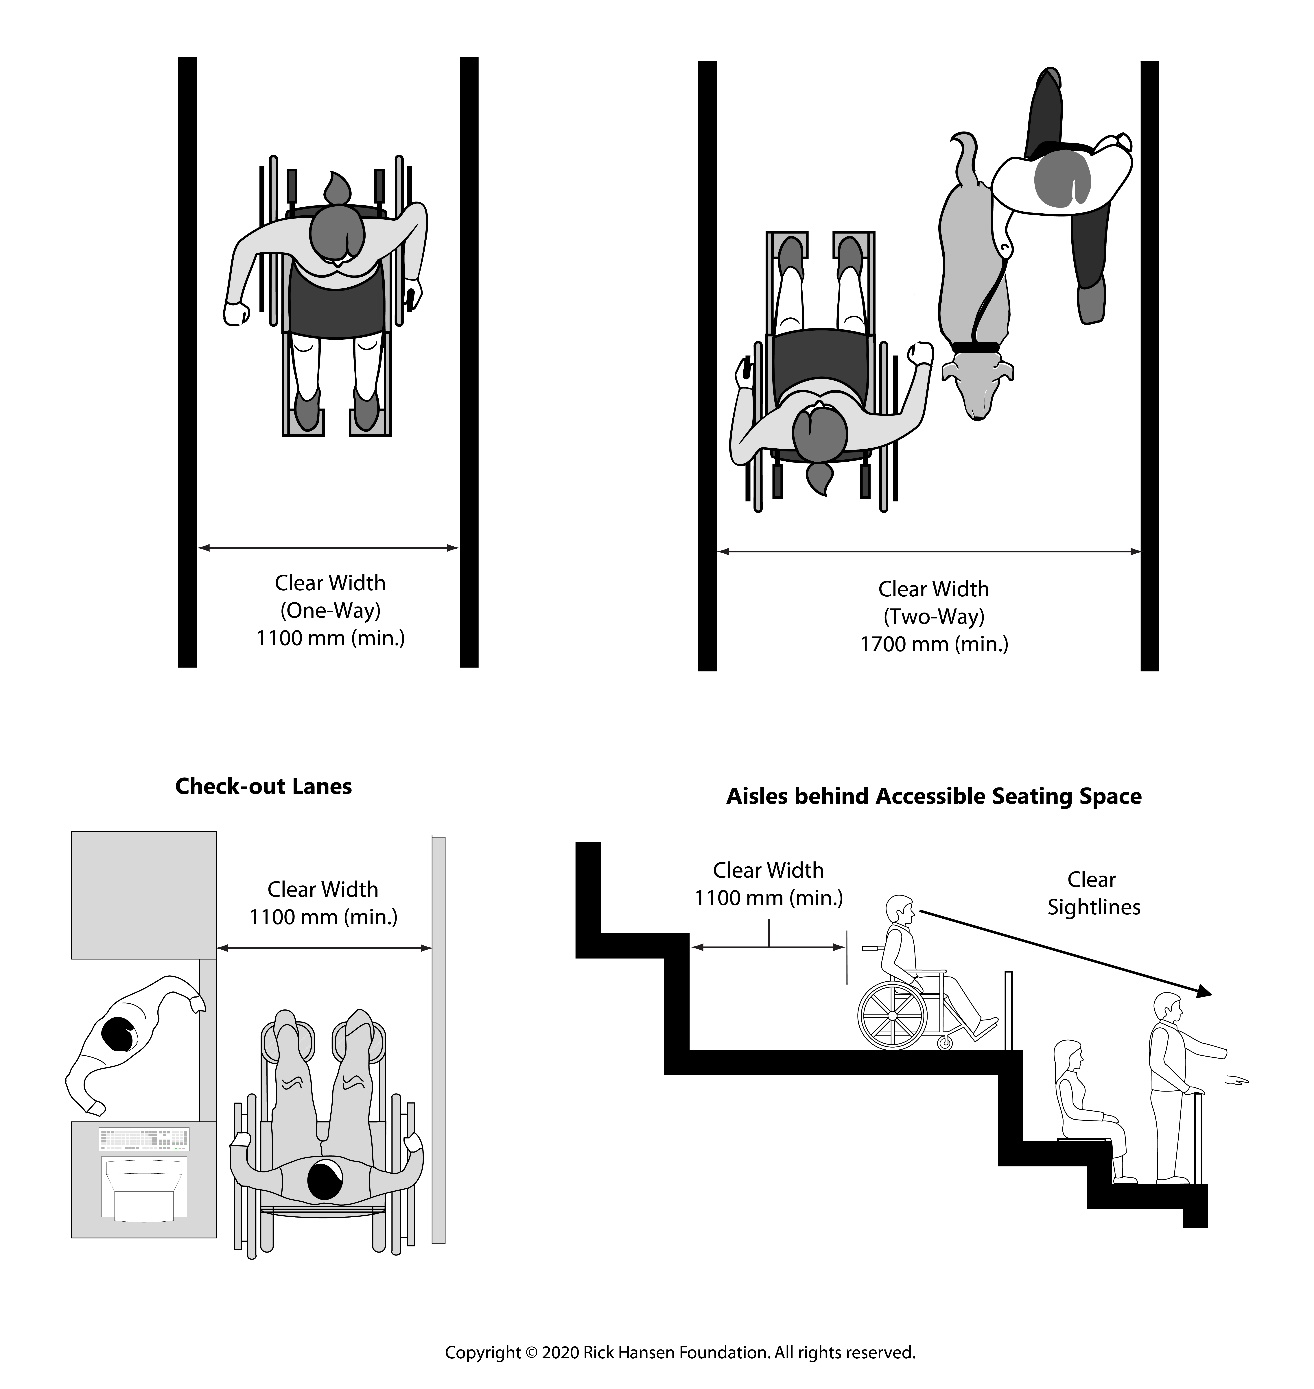 Clear Width
(One-Way)
1100 mm (min.)
Clear Width
(Two-Way)
1700 mm (min.)
Check-out Lanes
Clear Width
1100 mm (min.)
Aisles behind Accessible Seating Space
Clear Width
1100 mm (min.)
Clear
Sightlines
Copyright © 2020 Rick Hansen Foundation. All rights reserved.